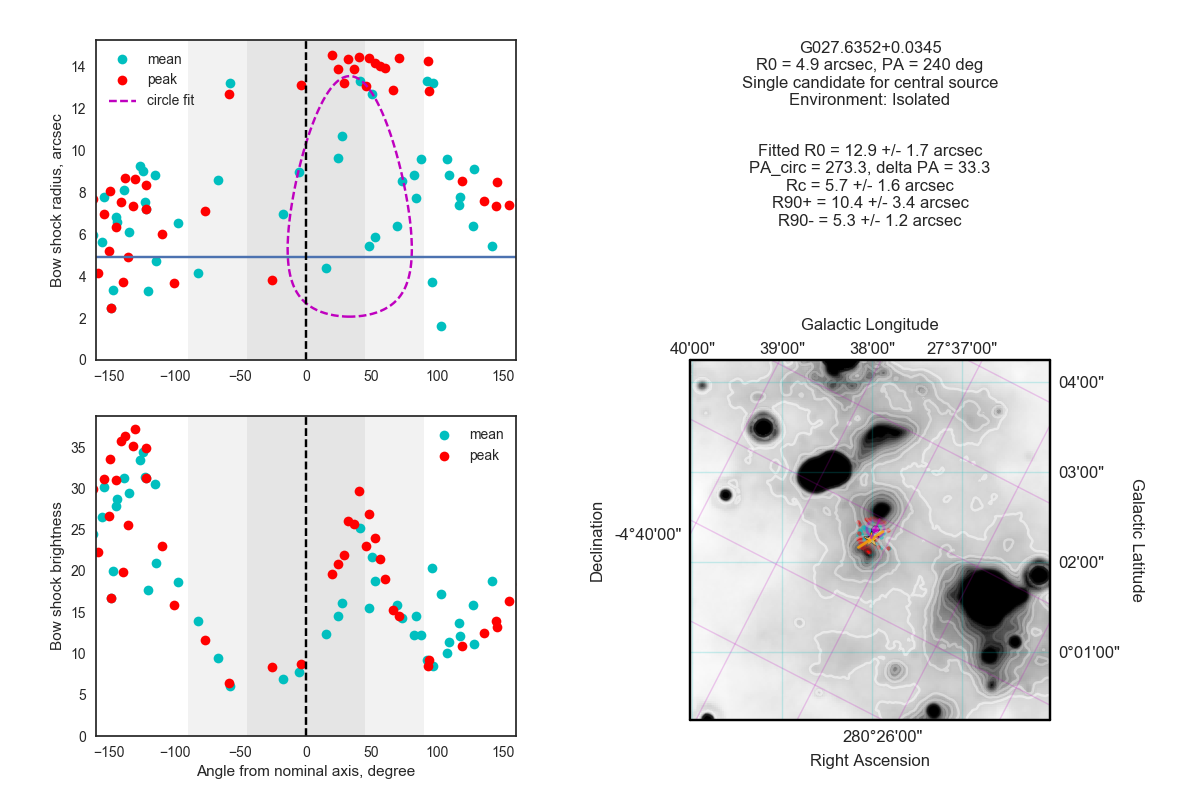 G027.6352+0.0345
R0 = 4.9 arcsec, PA = 240 deg
Single candidate for central source
Environment: Isolated
Fitted R0 = 12.9 +/- 1.7 arcsec
PA_circ = 273.3, delta PA = 33.3
Rc = 5.7 +/- 1.6 arcsec
R90+ = 10.4 +/- 3.4 arcsec
R90- = 5.3 +/- 1.2 arcsec
mean
peak
circle fit
Bow shock radius, arcsec
14
12
10
8
6
4
2
0
−150
−100
−50
0
50
100
150
mean
peak
Bow shock brightness
35
30
25
20
15
10
5
0
−150
−100
−50
0
50
100
150
Angle from nominal axis, degree
Galactic Longitude
40'00"
39'00"
38'00"
27°37'00"
04'00"
03'00"
02'00"
0°01'00"
Galactic Latitude
Declination
-4°40'00"
280°26'00"
Right Ascension